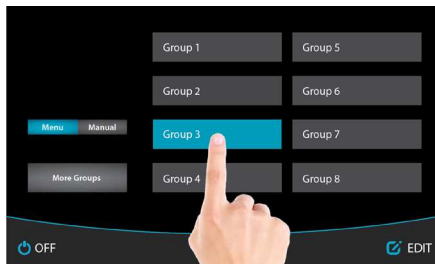 Group 1
Group 5
Group 2
Group 6
Menu
Manual
Group 3
Group 7
More Groups
Group 4
Group 8
OFF
EDIT